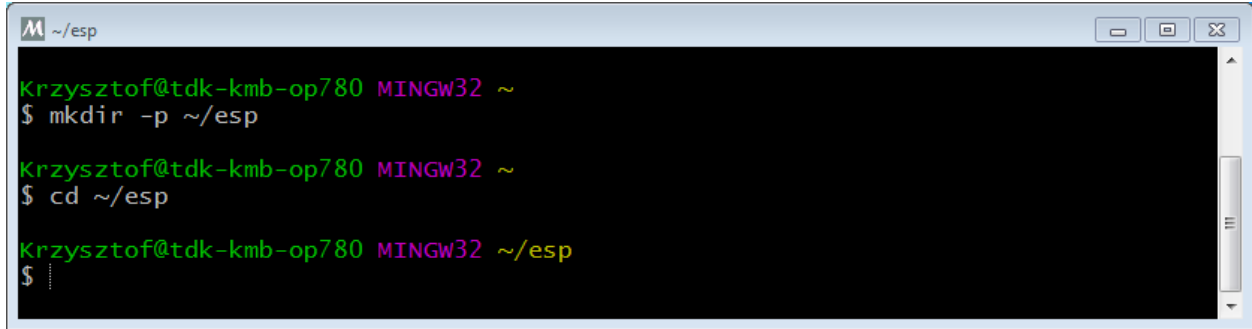 M ~/esp
Krzysztof@tdk-kmb-op780 MINGW32 ~
$ mkdir -p ~/esp
Krzysztof@tdk-kmb-op780 MINGW32 ~
$ cd ~/esp
Krzysztof@tdk-kmb-op780 MINGW32 ~/esp
$